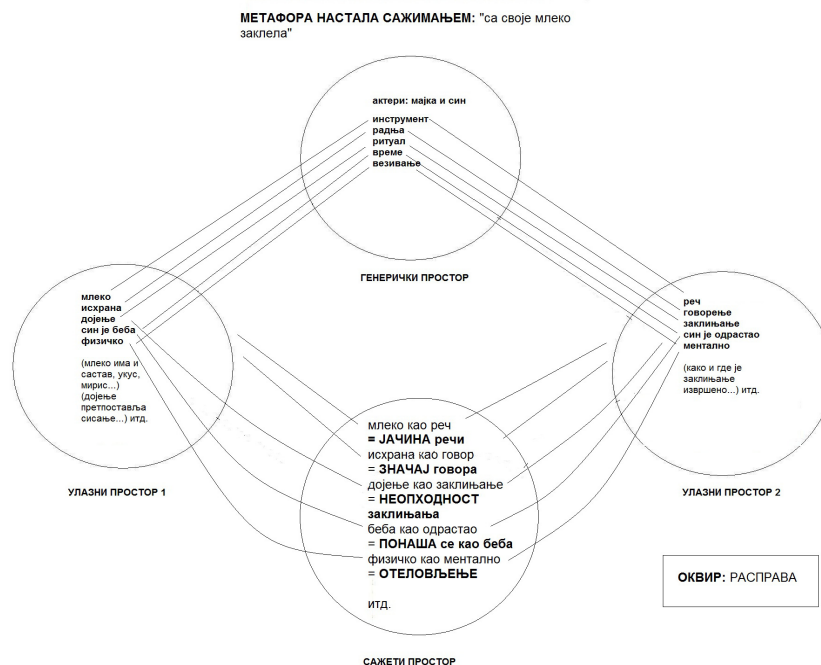 МЕТАФОРА НАСТАЛА САЖИМАЊЕМ: "са своје млеко
заклела"
актери: мајка и син
инструмент
радња
ритуал
време
везивање
ГЕНЕРИЧКИ ПРОСТОР
млеко
исхрана
дојење
син је беба
физичко
(млеко има и
састав, укус,
мирис...)
(дојење
претпоставља
сисање...) итд.
УЛАЗНИ ПРОСТОР 1
реч
говорење
заклињање
син је одрастао
ментално
(како и где је
заклињање
извршено...) итд.
УЛАЗНИ ПРОСТОР 2
млеко као реч
= ЈАЧИНА речи
исхрана као говор
= ЗНАЧАЈ говора
дојење као заклињање
= НЕОПХОДНОСТ
заклињања
беба као одрастао
= ПОНАША се као беба
физичко као ментално
= ОТЕЛОВЉЕЊЕ
итд.
САЖЕТИ ПРОСТОР
ОКВИР: РАСПРАВА